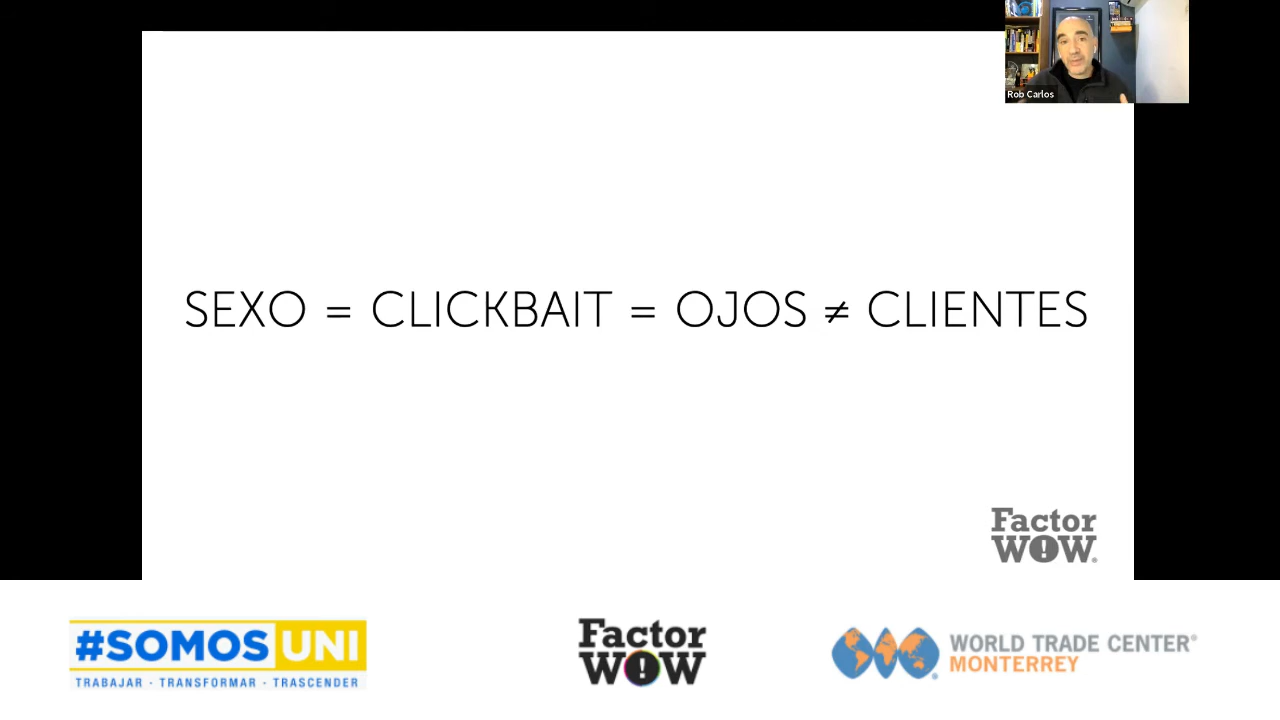 Rob Carlos
SEXO = CLICKBAIT = OJOS ≠ CLIENTES
Factor
WOW
#SOMOS UNI
TRABAJAR · TRANSFORMAR · TRASCENDER
Factor
WOW
WORLD TRADE CENTER®
MONTERREY